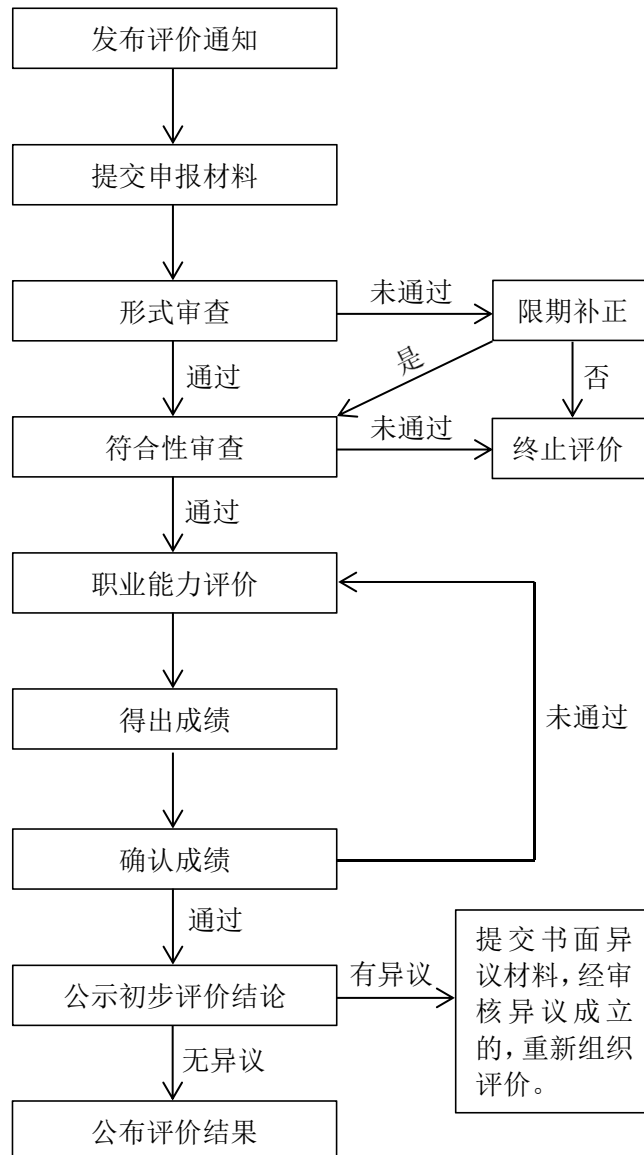 发布评价通知
提交申报材料
形式审查
未通过
限期补正
通过
是
否
符合性审查
未通过
终止评价
通过
职业能力评价
得出成绩
未通过
确认成绩
通过
公示初步评价结论
有异议
提交书面异
议材料，经审
核异议成立
的，重新组织
评价。
无异议
公布评价结果